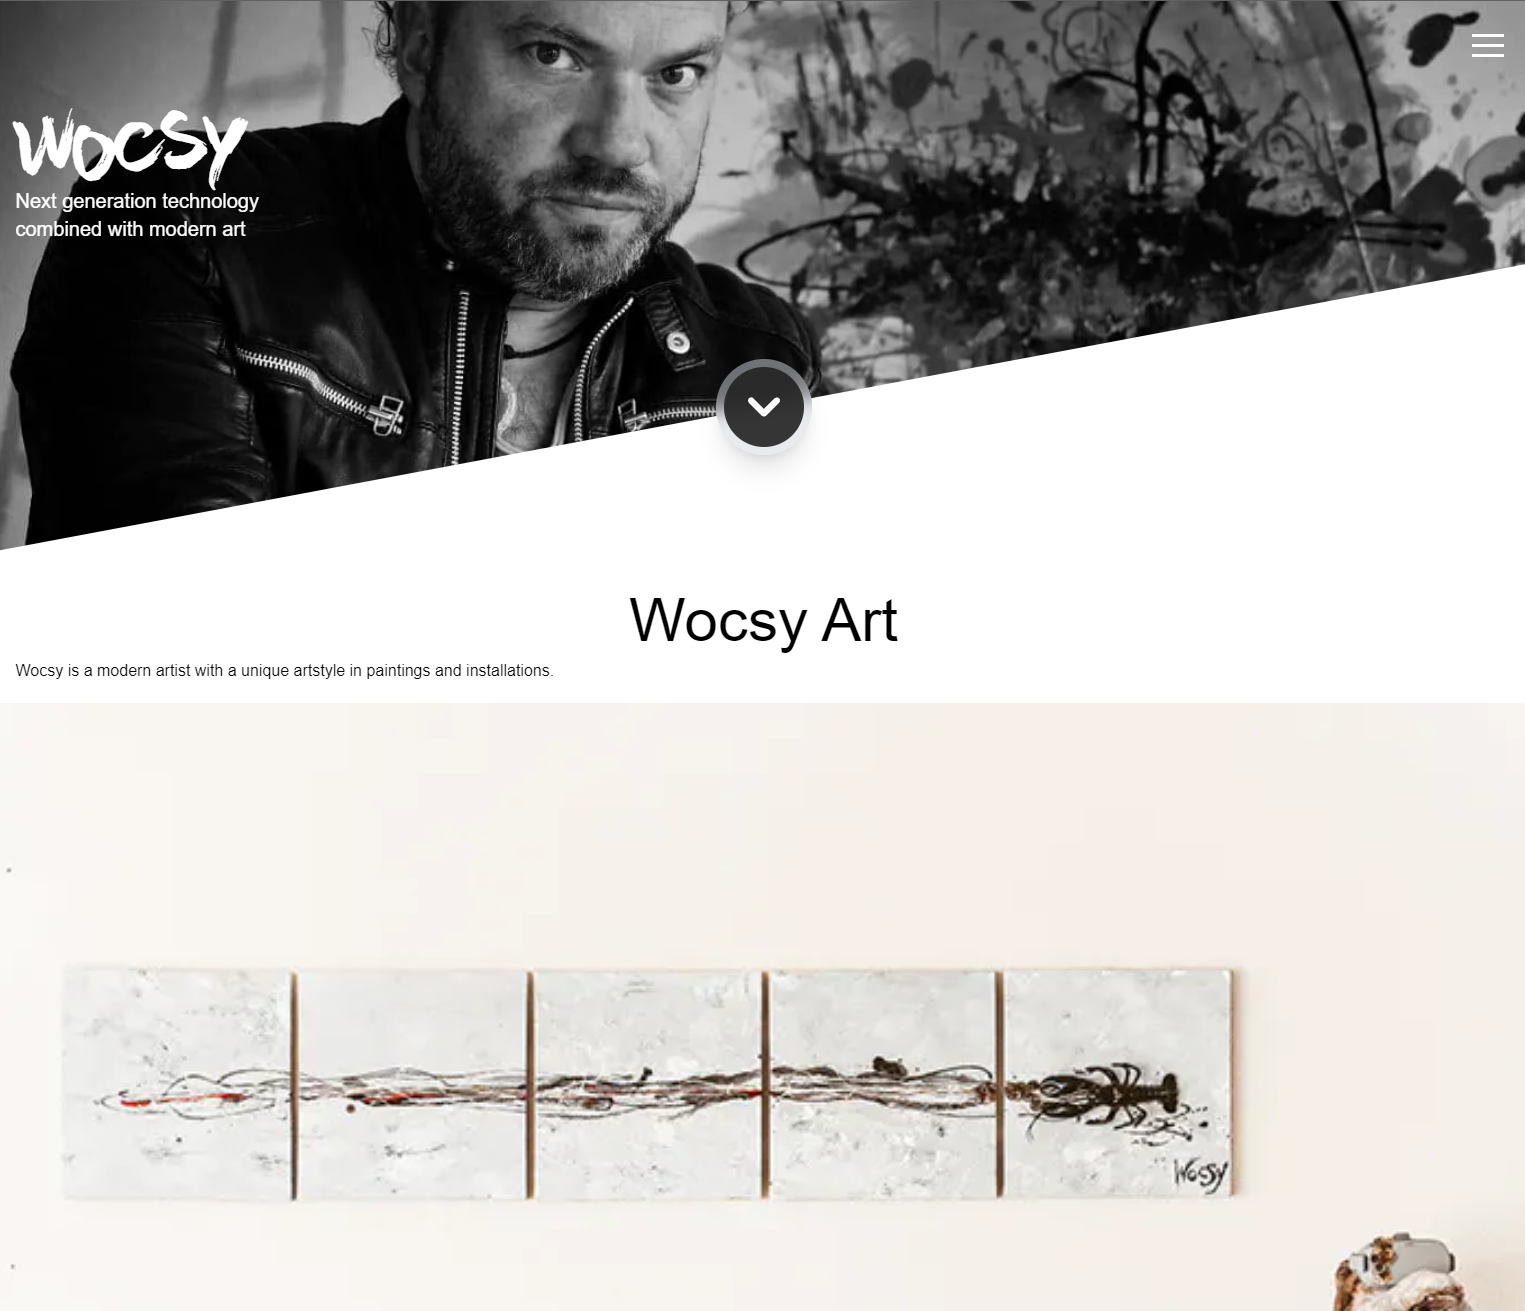 Wocsy
Next generation technology
combined with modern art
Wocsy Art
Wocsy is a modern artist with a unique artstyle in paintings and installations.
Wocsy